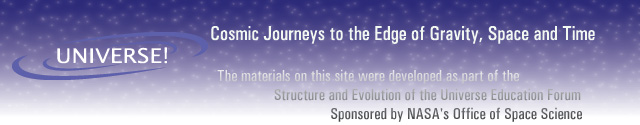 Cosmic Journeys to the Edge of Gravity, Space and Time
UNIVERSE!
The materials on this site were developed as part of the
Structure and Evolution of the Universe Education Forum
Sponsored by NASA's Office of Space Science